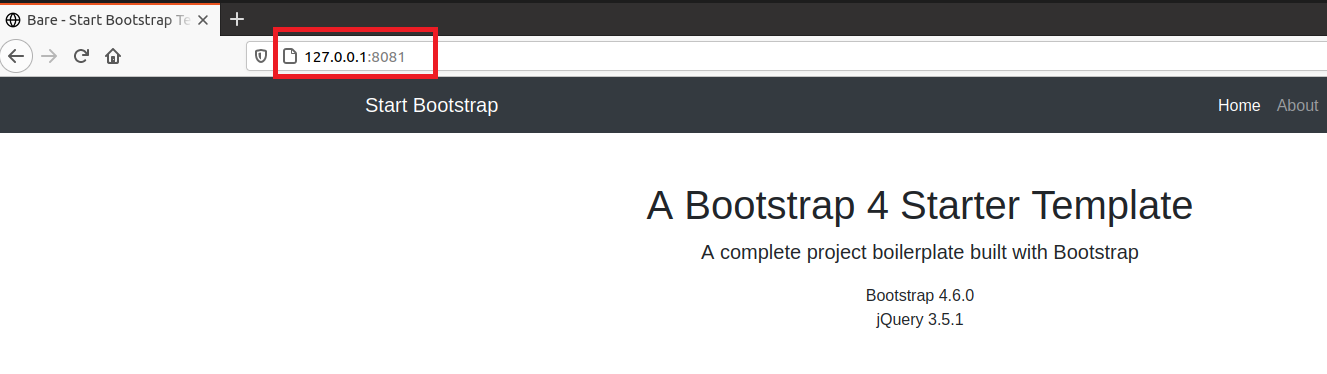 Bare - Start Bootstrap Te
127.0.0.1:8081
Start Bootstrap
Home About
A Bootstrap 4 Starter Template
A complete project boilerplate built with Bootstrap
Bootstrap 4.6.0
jQuery 3.5.1